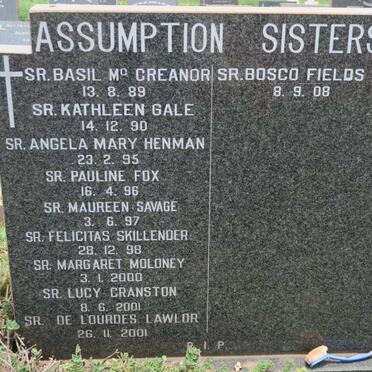 ASSUMPTION SISTERS
SR. BASIL Mc CREANOR
13. 8. 89
SR. KATHLEEN GALE
14. 12. 90
SR. ANGELA MARY HENMAN
23. 2. 95
SR. PAULINE FOX
16. 4. 96
SR. MAUREEN SAVAGE
3. 6. 97
SR. FELICITAS SKILLENDER
28. 12. 98
SR. MARGARET MOLONEY
3. 1. 2000
SR. LUCY CRANSTON
8. 6. 2001
SR. DE LOURDES LAWLOR
26. 11. 2001
SR. BOSCO FIELDS
8. 9. 08
R. I. P.